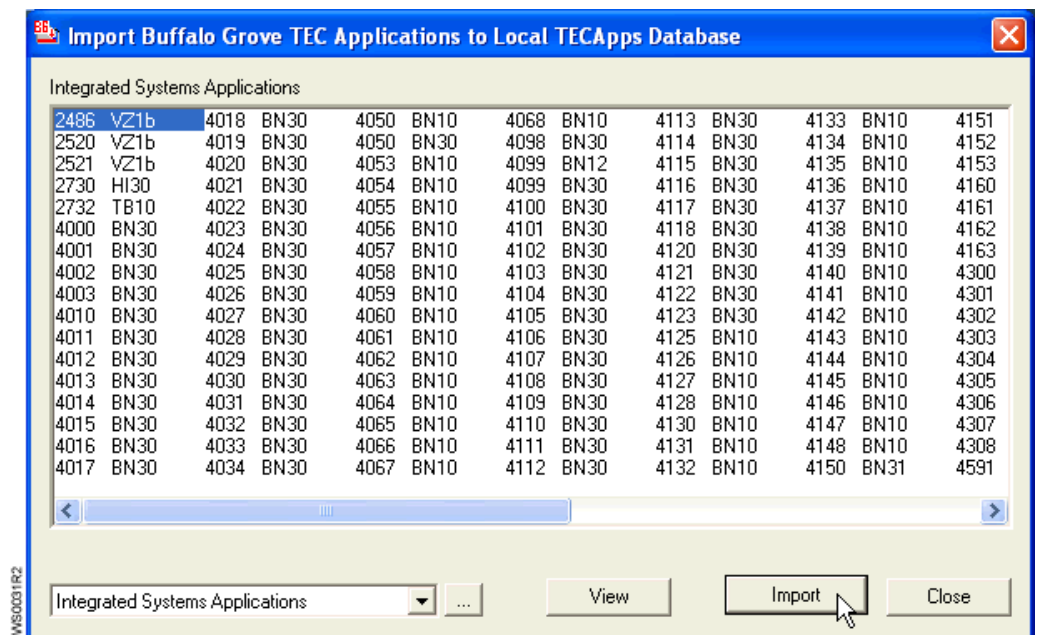 Import Buffalo Grove TEC Applications to Local TECApps Database
Integrated Systems Applications
2486 VZ1b 4018 BN30 4050 BN10 4068 BN10 4113 BN30 4133 BN10 4151
2520 VZ1b 4019 BN30 4050 BN30 4098 BN30 4114 BN30 4134 BN10 4152
2521 VZ1b 4020 BN30 4053 BN10 4099 BN12 4115 BN30 4135 BN10 4153
2730 HI30 4021 BN30 4054 BN10 4099 BN30 4116 BN30 4136 BN10 4160
2732 TB10 4022 BN30 4055 BN10 4100 BN30 4117 BN30 4137 BN10 4161
4000 BN30 4023 BN30 4056 BN10 4101 BN30 4118 BN30 4138 BN10 4162
4001 BN30 4024 BN30 4057 BN10 4102 BN30 4120 BN30 4139 BN10 4163
4002 BN30 4025 BN30 4058 BN10 4103 BN30 4121 BN30 4140 BN10 4300
4003 BN30 4026 BN30 4059 BN10 4104 BN30 4122 BN30 4141 BN10 4301
4010 BN30 4027 BN30 4060 BN10 4105 BN30 4123 BN30 4142 BN10 4302
4011 BN30 4028 BN30 4061 BN10 4106 BN30 4125 BN10 4143 BN10 4303
4012 BN30 4029 BN30 4062 BN10 4107 BN30 4126 BN10 4144 BN10 4304
4013 BN30 4030 BN30 4063 BN10 4108 BN30 4127 BN10 4145 BN10 4305
4014 BN30 4031 BN30 4064 BN10 4109 BN30 4128 BN10 4146 BN10 4306
4015 BN30 4032 BN30 4065 BN10 4110 BN30 4130 BN10 4147 BN10 4307
4016 BN30 4033 BN30 4066 BN10 4111 BN30 4131 BN10 4148 BN10 4308
4017 BN30 4034 BN30 4067 BN10 4112 BN30 4132 BN10 4150 BN31 4591
Integrated Systems Applications ... View Import Close
WS0031R2